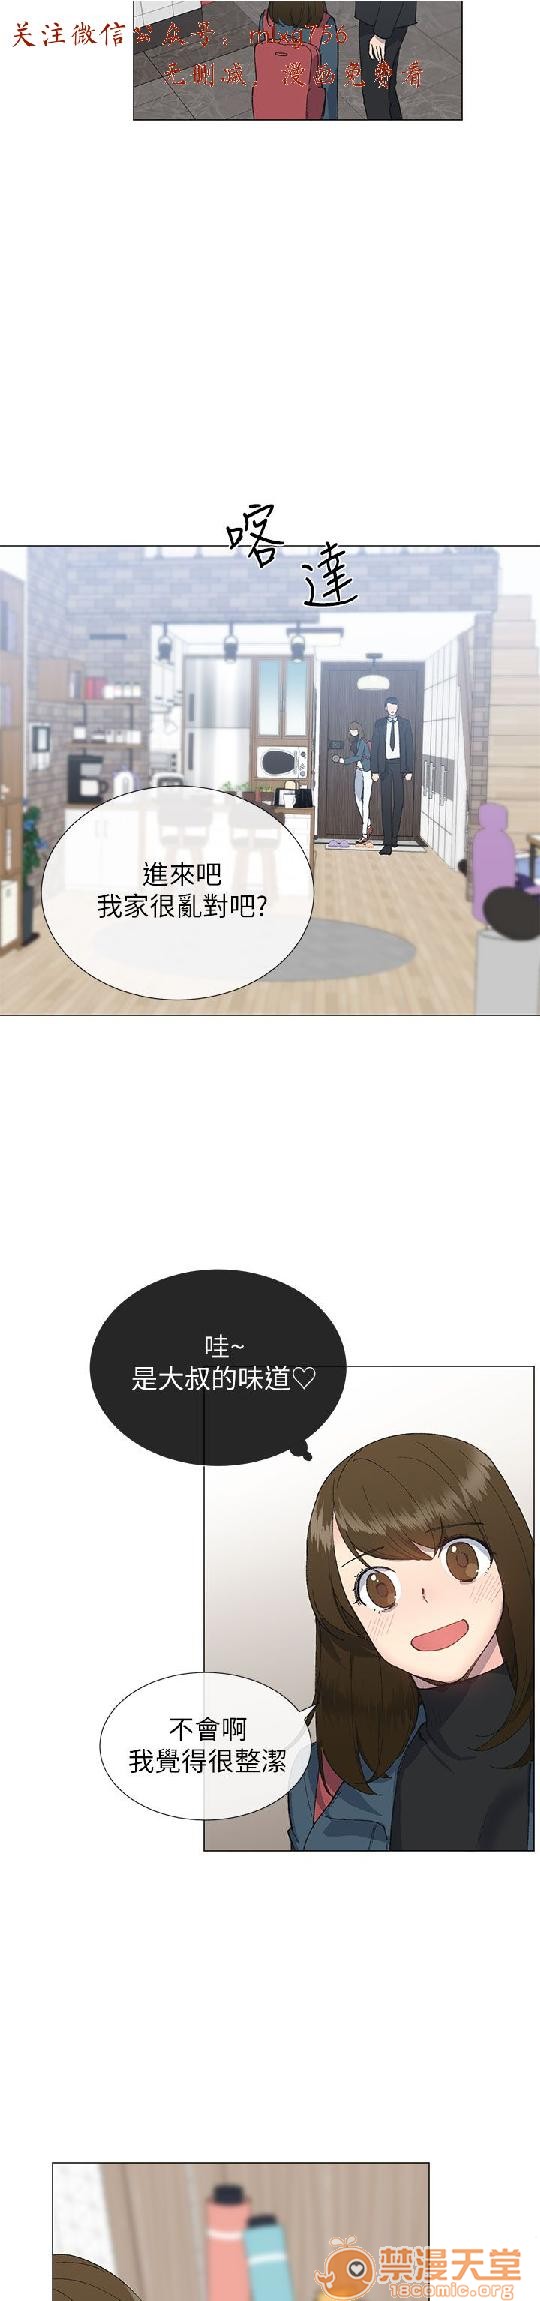 关注微信公众号：mlxg756
无删减，漫画免费看
喀
達
進來吧
我家很亂對吧?
哇~
是大叔的味道♡
不會啊
我覺得很整潔
禁漫天堂
18comic.org